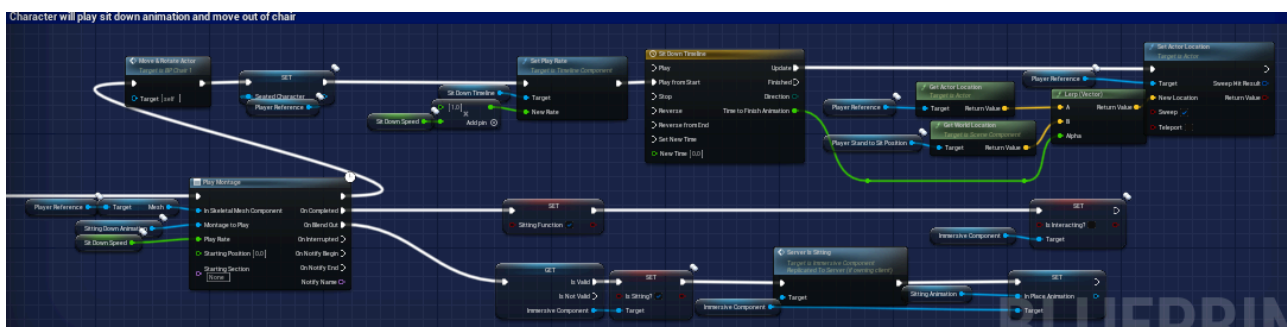 Character will play sit down animation and move out of chair
Move & Rotate Actor
Target is BP Chair 1
Target self
SET
Seated Character
Player Reference
Sit Down Timeline
Sit Down Speed
[1,0]
X
Add pin
Set Play Rate
Target is Timeline Component
Target
New Rate
Sit Down Timeline
Play
Play from Start
Stop
Reverse
Reverse from End
Set New Time
New Time [0,0]
Update
Finished
Direction
Time to Finish Animation
Player Reference
Player Stand to Sit Position
Get Actor Location
Target is Actor
Target Return Value
Get World Location
Target is Scene Component
Target Return Value
Player Reference
Lerp (Vector)
A Return Value
B
Alpha
Set Actor Location
Target is Actor
Target Sweep Hit Result
New Location Return Value
Sweep
Teleport
Player Reference
Target Mesh
Sitting Down Animation
Sit Down Speed
Play Montage
In Skeletal Mesh Component On Completed
Montage to Play On Blend Out
Play Rate On Interrupted
Starting Position [0,0] On Notify Begin
Starting Section On Notify End
None Notify Name
SET
Sitting Function
SET
Is Interacting?
Immersive Component Target
GET
Is Valid
Is Not Valid
Immersive Component
SET
Is Sitting?
Target
Immersive Component
Server Is Sitting
Target is Immersive Component
Replicated To Server (if owning client)
Target
Sitting Animation
SET
In Place Animation
Target
BLUEPRIN